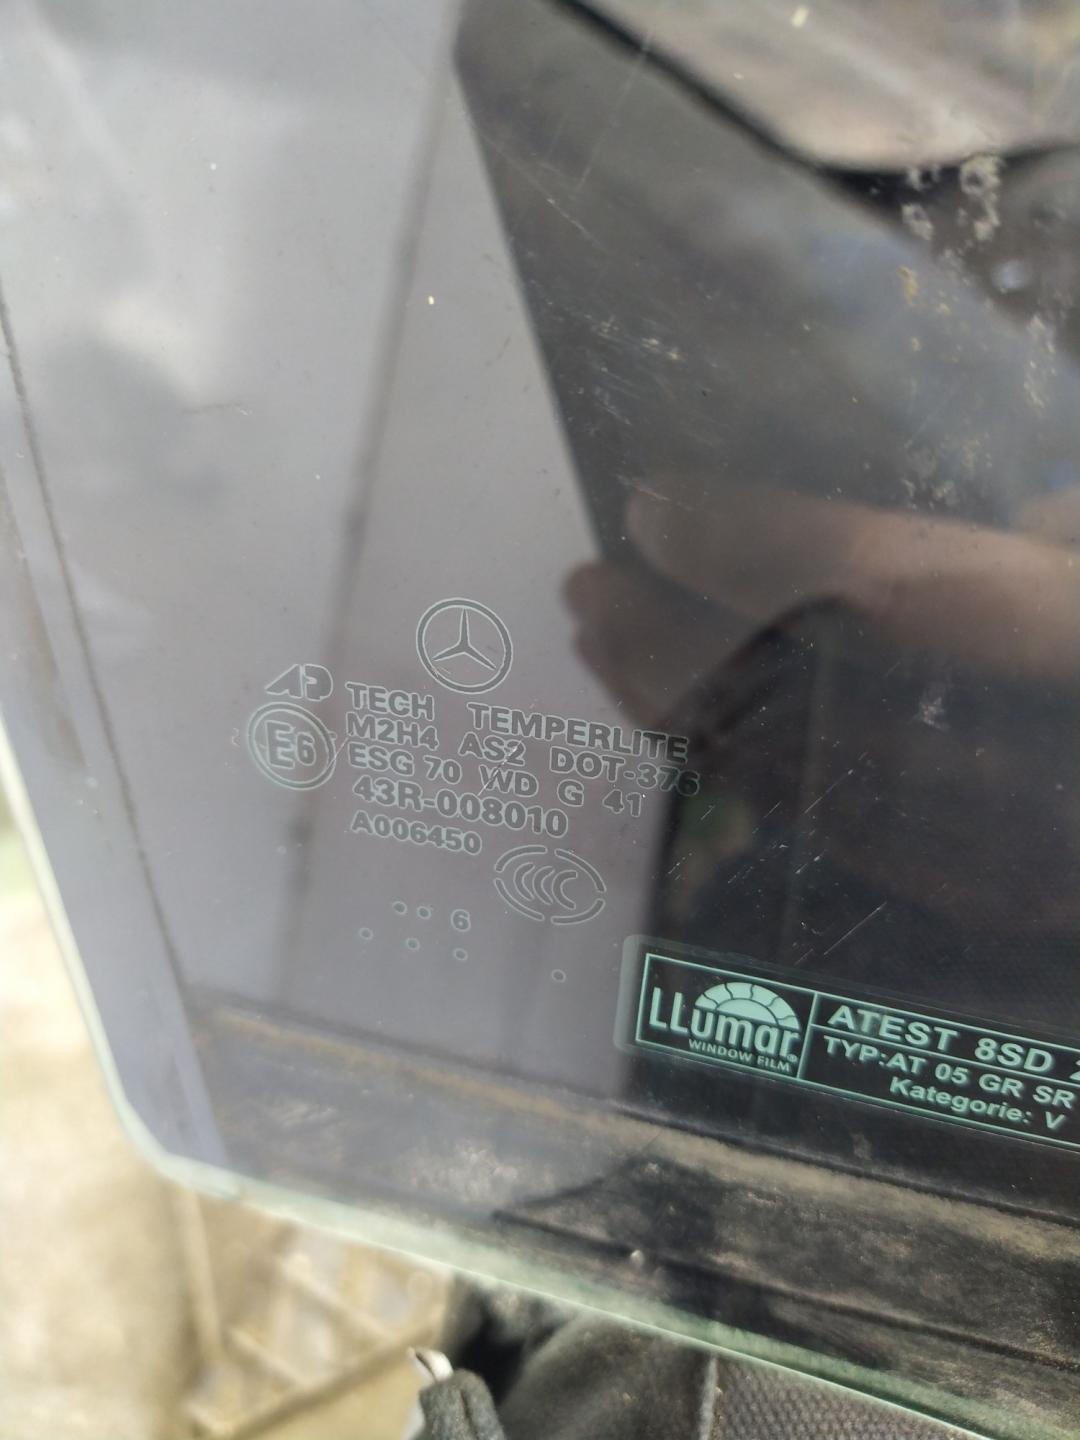 AP TECH TEMPERLITE
E6 M2H4 AS2 DOT-376
ESG 70 WD G 41
43R-008010
A006450
CCC
• • 6
LLumar®
WINDOW FILM
ATEST 8SD
TYP:AT 05 GR SR
Kategorie: V